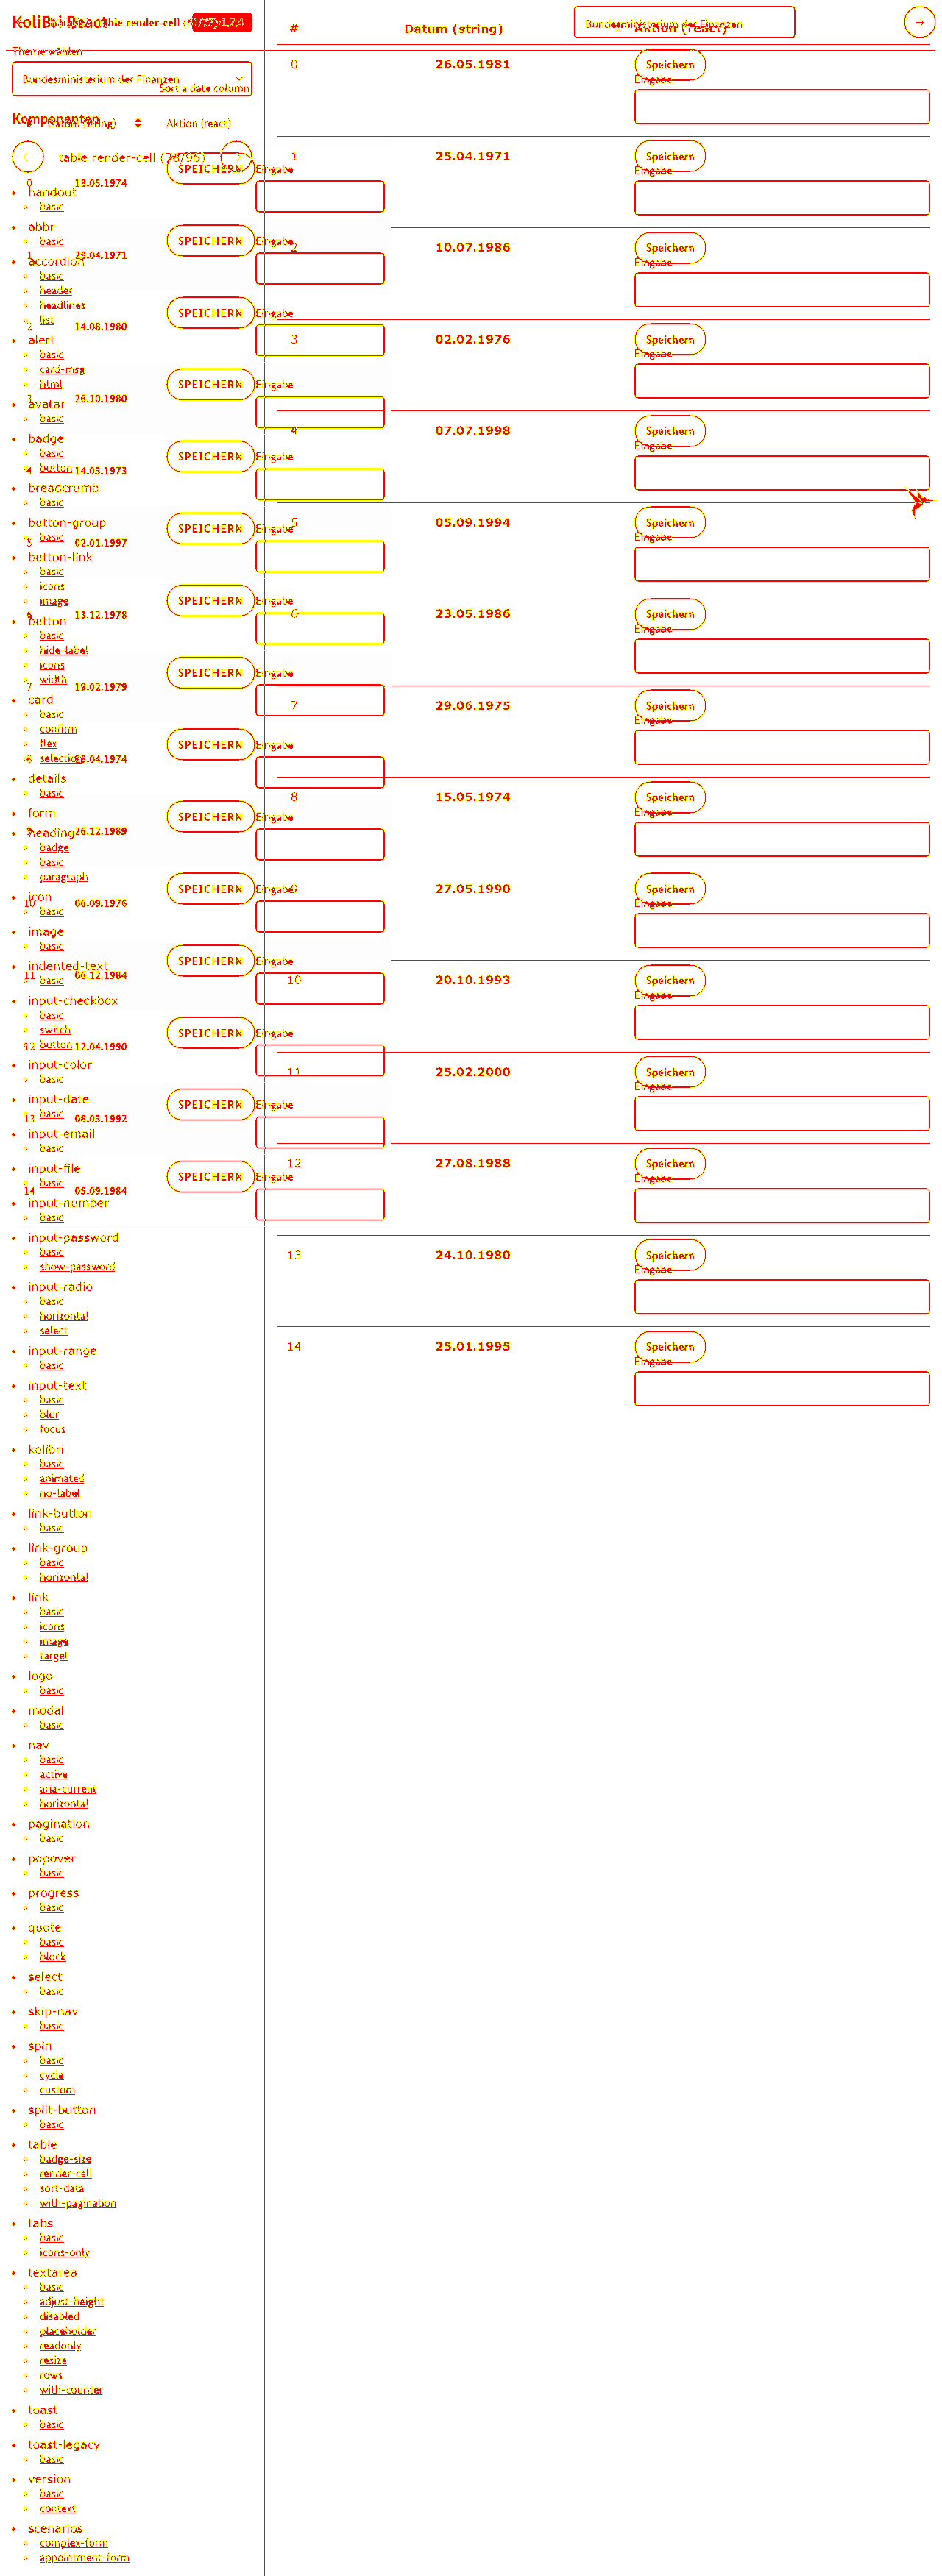 KoliBri React
table render-cell
Theme wählen
Bundesministerium der Finanzen
Sort a date column
Komponenten
# Datum (string) Aktion (react)
table render-cell (78/96)
0 18.05.1974 SPEICHERN Eingabe
1 28.04.1971 SPEICHERN Eingabe
2 14.08.1980 SPEICHERN Eingabe
3 26.10.1980 SPEICHERN Eingabe
4 14.03.1973 SPEICHERN Eingabe
5 02.01.1997 SPEICHERN Eingabe
6 13.12.1978 SPEICHERN Eingabe
7 19.02.1979 SPEICHERN Eingabe
25.04.1974 SPEICHERN Eingabe
26.12.1989 SPEICHERN Eingabe
10 06.09.1976 SPEICHERN Eingabe
11 06.12.1984 SPEICHERN Eingabe
12 12.04.1990 SPEICHERN Eingabe
13 08.03.1992 SPEICHERN Eingabe
14 05.09.1984 SPEICHERN Eingabe
handout
basic
abbr
basic
accordion
basic
header
headlines
list
alert
basic
card-msg
html
avatar
basic
badge
basic
button
breadcrumb
basic
button-group
basic
button-link
basic
icons
image
button
basic
hide-label
icons
width
card
basic
confirm
flex
selection
details
basic
form
heading
badge
basic
paragraph
icon
basic
image
basic
indented-text
basic
input-checkbox
basic
switch
button
input-color
basic
input-date
basic
input-email
basic
input-file
basic
input-number
basic
input-password
basic
show-password
input-radio
basic
horizontal
select
input-range
basic
input-text
basic
blur
focus
kolibri
basic
animated
no-label
link-button
basic
link-group
basic
horizontal
link
basic
icons
image
target
logo
basic
modal
basic
nav
basic
active
aria-current
horizontal
pagination
basic
popover
basic
progress
basic
quote
basic
block
select
basic
skip-nav
basic
spin
basic
cycle
custom
split-button
basic
table
badge-size
render-cell
sort-data
with-pagination
tabs
basic
icons-only
textarea
basic
adjust-height
disabled
placeholder
readonly
resize
rows
with-counter
toast
basic
toast-legacy
basic
version
basic
context
scenarios
complex-form
appointment-form
Bundesministerium der Finanzen
# Datum (string) Aktion (react)
0 26.05.1981 Speichern
Eingabe
1 25.04.1971 Speichern
Eingabe
2 10.07.1986 Speichern
Eingabe
3 02.02.1976 Speichern
Eingabe
4 07.07.1998 Speichern
Eingabe
5 05.09.1994 Speichern
Eingabe
6 23.05.1986 Speichern
Eingabe
7 29.06.1975 Speichern
Eingabe
8 15.05.1974 Speichern
Eingabe
9 27.05.1990 Speichern
Eingabe
10 20.10.1993 Speichern
Eingabe
11 25.02.2000 Speichern
Eingabe
12 27.08.1988 Speichern
Eingabe
13 24.10.1980 Speichern
Eingabe
14 25.01.1995 Speichern
Eingabe